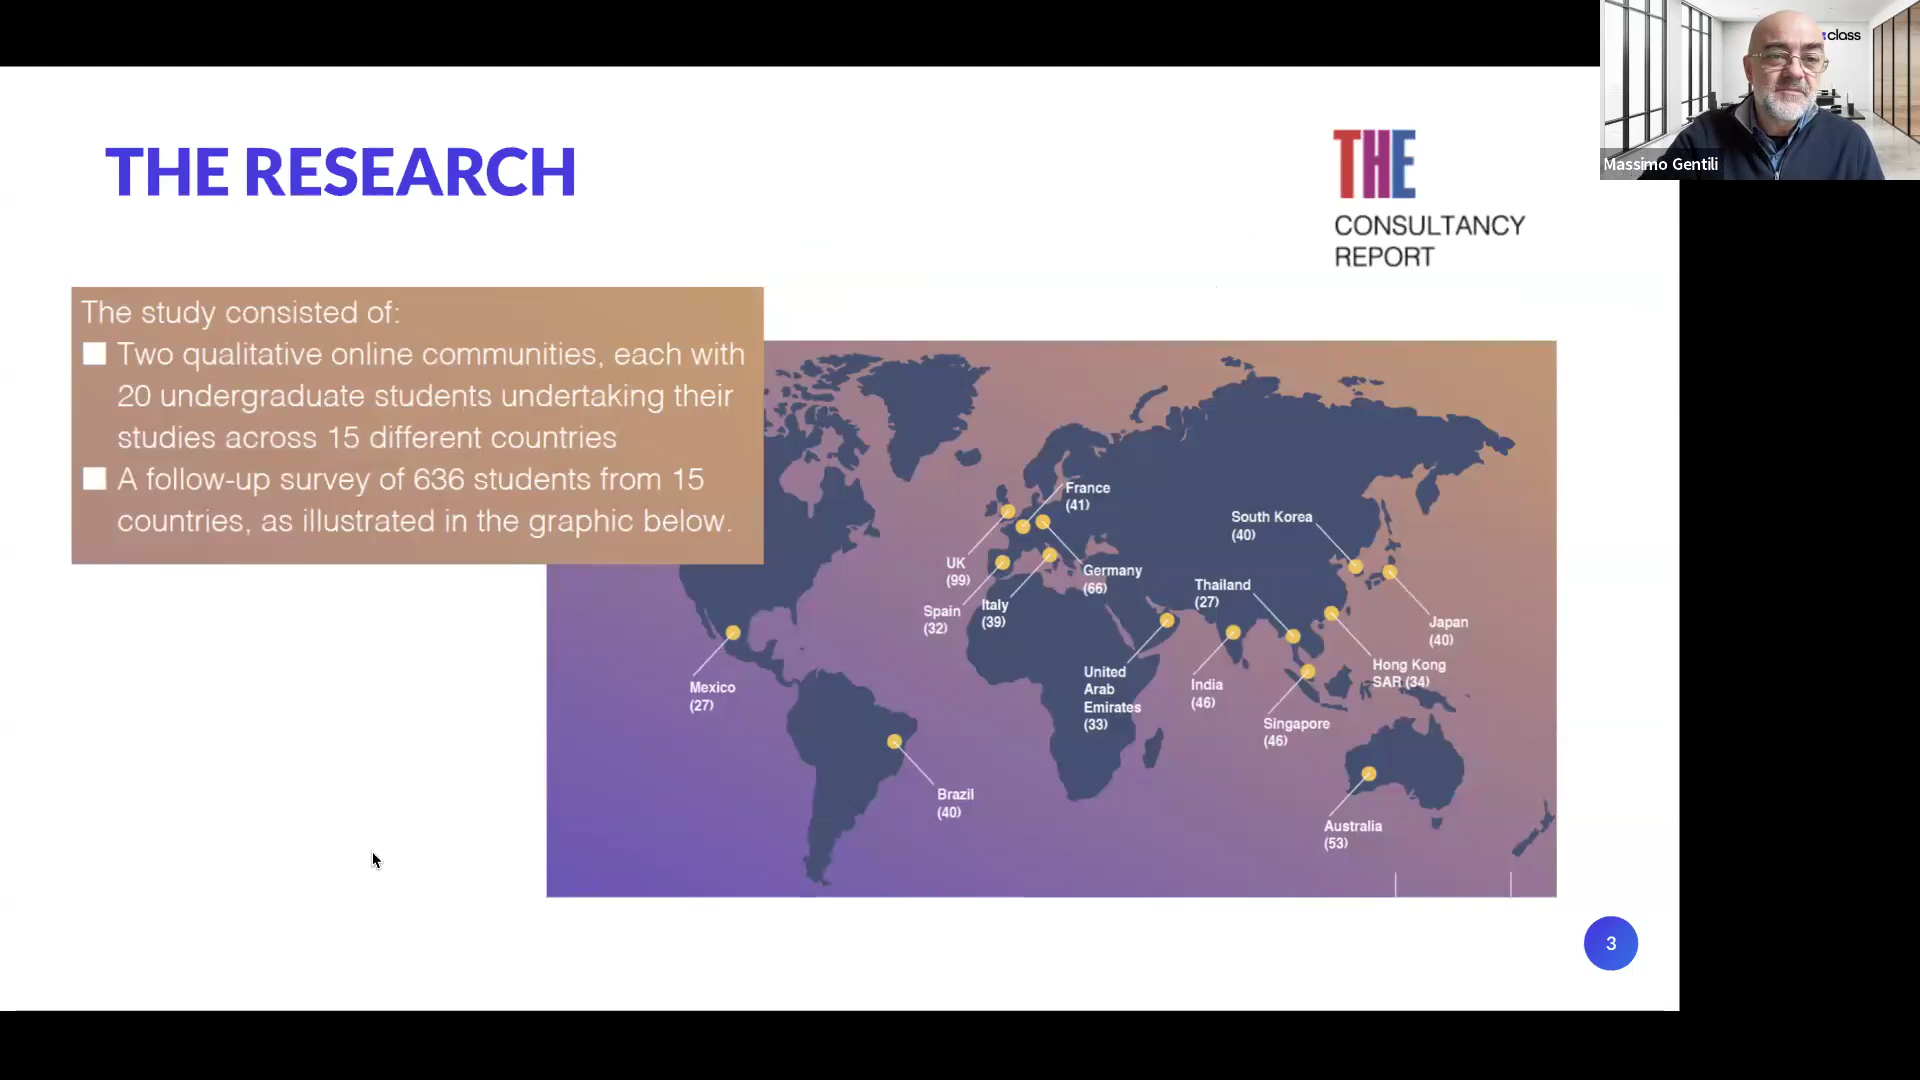 class
Massimo Gentili
THE RESEARCH
THE
CONSULTANCY
REPORT
The study consisted of:
Two qualitative online communities, each with
20 undergraduate students undertaking their
studies across 15 different countries
A follow-up survey of 636 students from 15
countries, as illustrated in the graphic below.
France
(41)
South Korea
(40)
UK
(99)
Germany
(66)
Thailand
(27)
Spain
(32)
Italy
(39)
Japan
(40)
Hong Kong
SAR (34)
United
Arab
Emirates
(33)
India
(46)
Mexico
(27)
Singapore
(46)
Brazil
(40)
Australia
(53)
3